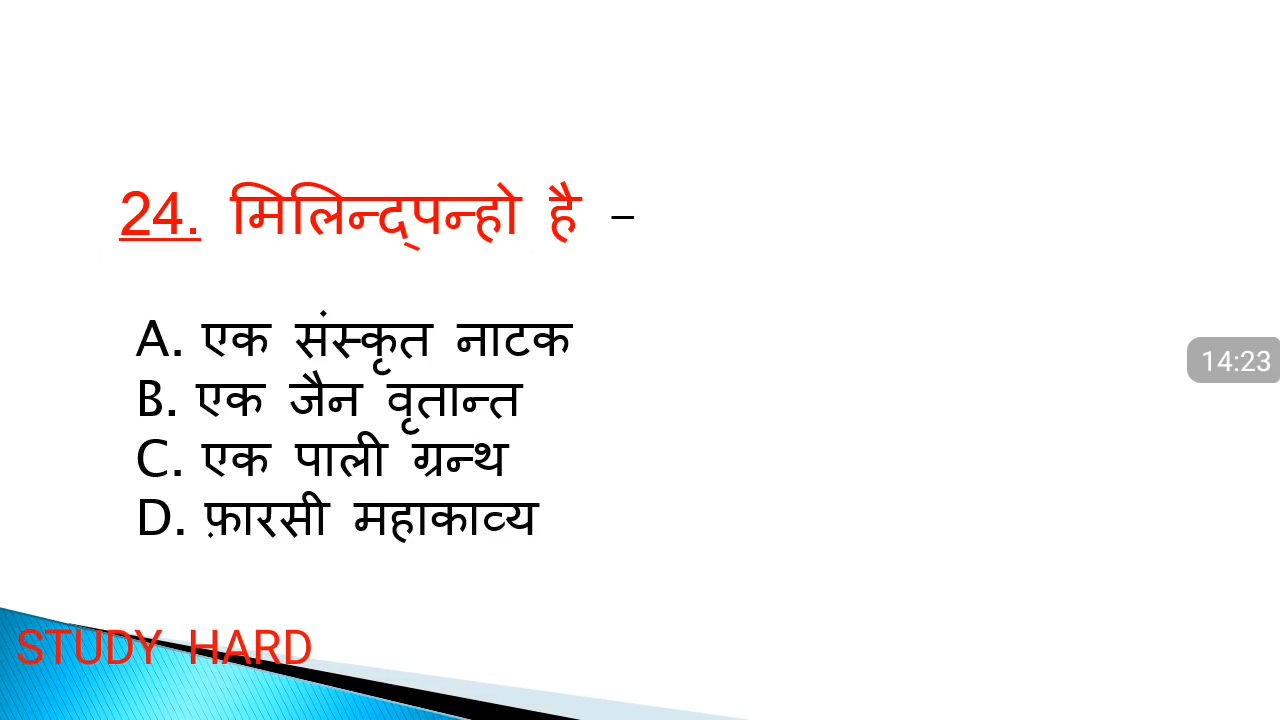 24. मिलिन्द्पन्हो है –
A. एक संस्कृत नाटक
B. एक जैन वृतान्त
C. एक पाली ग्रन्थ
D. फ़ारसी महाकाव्य
14:23
STUDY HARD